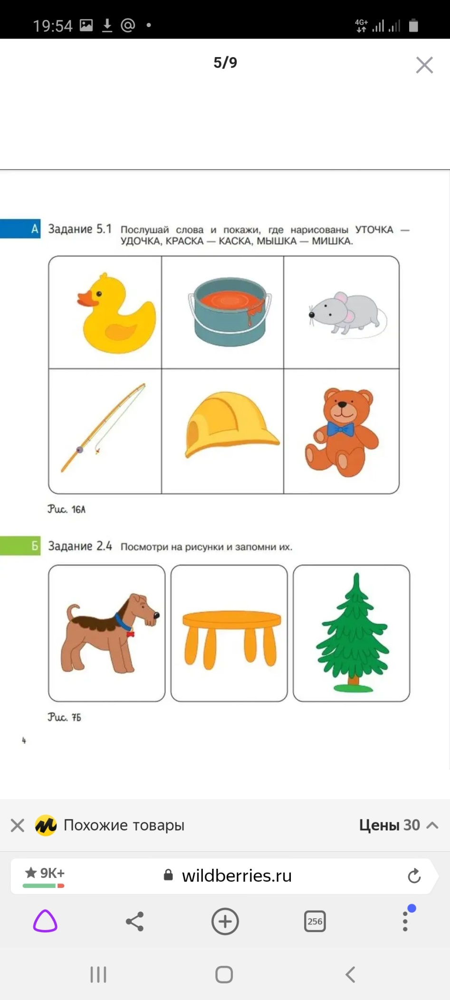 19:54
4G+
5/9
А Задание 5.1 Послушай слова и покажи, где нарисованы УТОЧКА —
УДОЧКА, КРАСКА — КАСКА, МЫШКА — МИШКА.
Рис. 16А
Б Задание 2.4 Посмотри на рисунки и запомни их.
Рис. 7Б
4
Похожие товары Цены 30
9K+ wildberries.ru
256